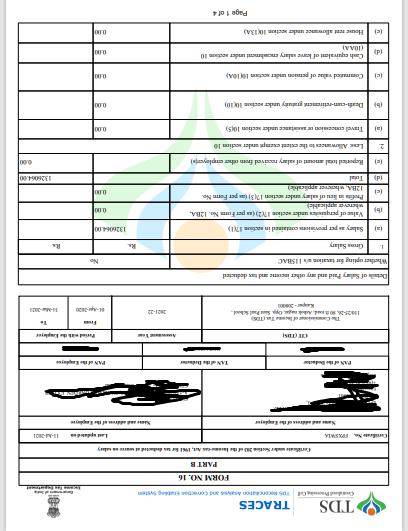 TDS
Centralized Processing Cell
TRACES
TDS Reconciliation Analysis and Correction Enabling System
Government of India
Income Tax Department
FORM NO. 16
PART B
Certificate under Section 203 of the Income-tax Act, 1961 for tax deducted at source on salary
Certificate No. Last updated on 11-Jul-2021
Name and address of the Employer Name and address of the Employee
PAN of the Deductor TAN of the Deductor PAN of the Employee
CIT (TDS) Assessment Year Period with the Employer
The Commissioner of Income Tax (TDS)
Kanpur - 208001
2021-22
From To
01-Apr-2020 31-Mar-2021
Details of Salary Paid and any other income and tax deducted
Whether opting for taxation u/s 115BAC No
1. Gross Salary Rs. Rs.
(a) Salary as per provisions contained in section 17(1) 1326064.00
(b) Value of perquisites under section 17(2) (as per Form No. 12BA, wherever applicable) 0.00
(c) Profits in lieu of salary under section 17(3) (as per Form No. 12BA, wherever applicable) 0.00
(d) Total 1326064.00
(e) Reported total amount of salary received from other employer(s) 0.00
2. Less: Allowances to the extent exempt under section 10
(a) Travel concession or assistance under section 10(5) 0.00
(b) Death-cum-retirement gratuity under section 10(10) 0.00
(c) Commuted value of pension under section 10(10A) 0.00
(d) Cash equivalent of leave salary encashment under section 10 (10AA) 0.00
(e) House rent allowance under section 10(13A) 0.00
Page 1 of 4